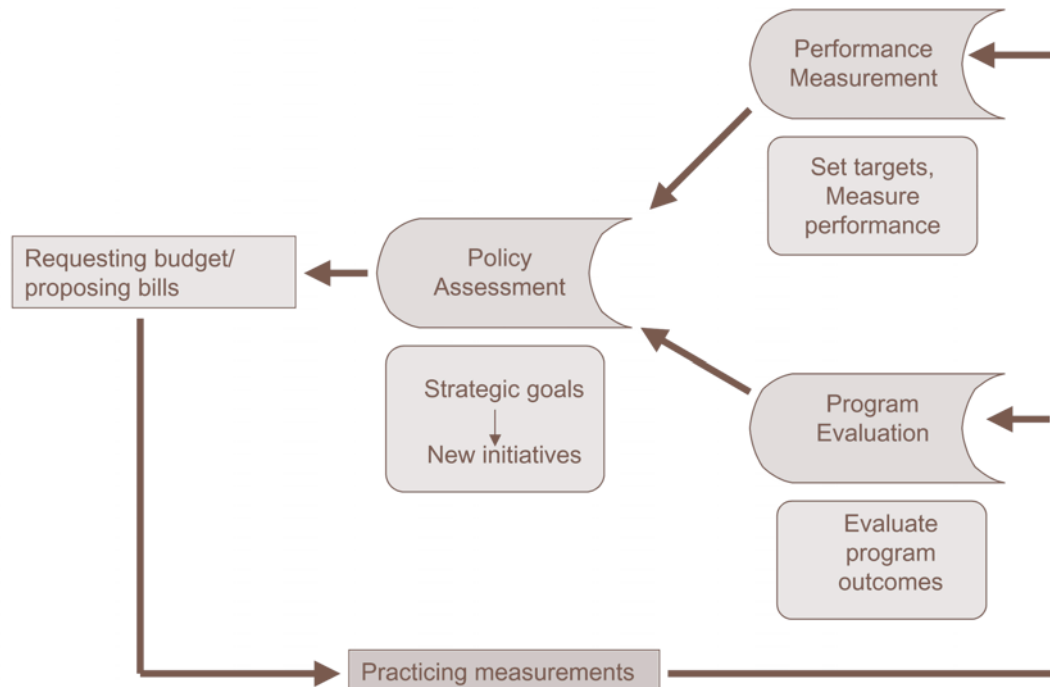 Performance
Measurement
Set targets,
Measure
performance
Policy
Assessment
Requesting budget/
proposing bills
Strategic goals
New initiatives
Program
Evaluation
Evaluate
program
outcomes
Practicing measurements